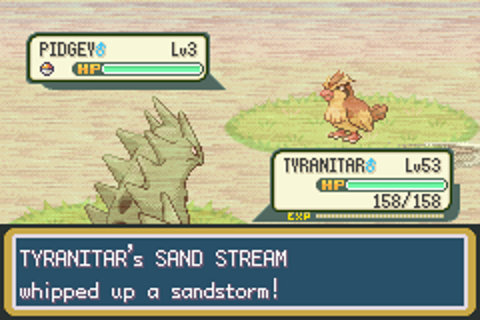 PIDGEY♂ Lv3
HP
TYRANITAR♂ Lv53
HP
158/158
EXP
TYRANITAR's SAND STREAM
whipped up a sandstorm!